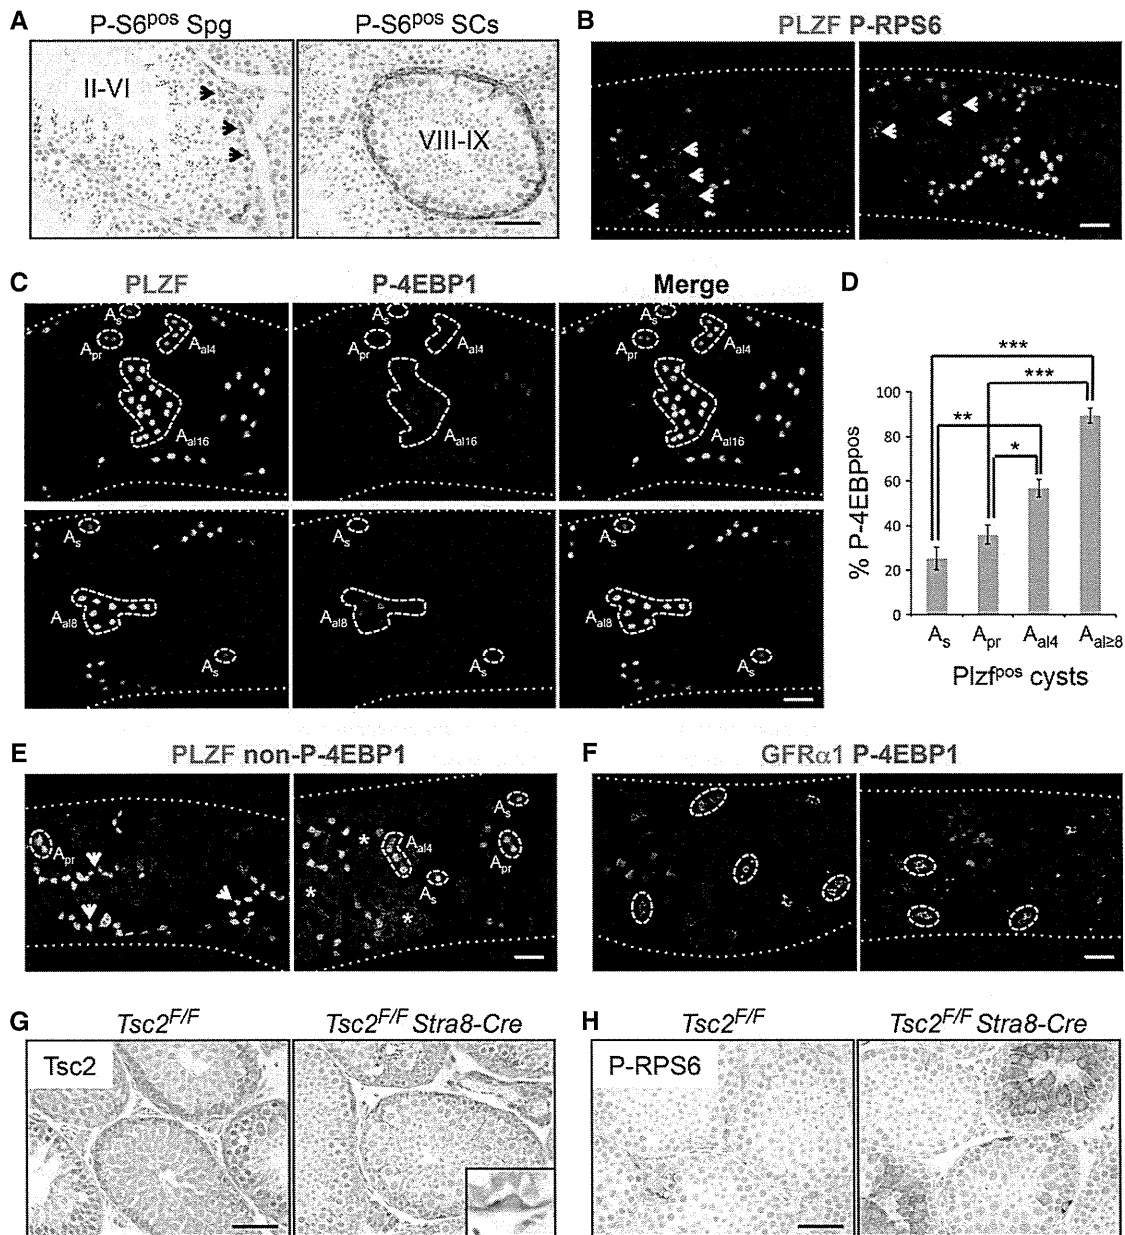 A
P-S6pos Spg
P-S6pos SCs
II-VI
VIII-IX
B
PLZF P-RPS6
C
PLZF
P-4EBP1
Merge
As
Apr
Aal4
Aal16
As
Apr
Aal4
Aal16
As
Apr
Aal4
Aal16
As
Aal8
As
As
Aal8
As
As
Aal8
As
D
***
***
**
*
100
80
60
40
20
0
% P-4EBPpos
As
Apr
Aal4
Aal≥8
Plzfpos cysts
E
PLZF non-P-4EBP1
Apr
*
*
*
Aal4
As
As
Apr
F
GFRα1 P-4EBP1
G
Tsc2F/F
Tsc2F/F Stra8-Cre
Tsc2
H
Tsc2F/F
Tsc2F/F Stra8-Cre
P-RPS6